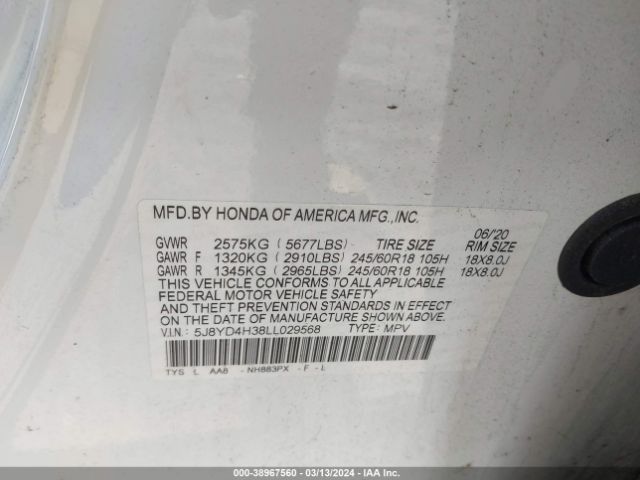 MFD.BY HONDA OF AMERICA MFG.,INC.
06/20
GVWR 2575KG (5677LBS) TIRE SIZE RIM SIZE
GAWR F 1320KG (2910LBS) 245/60R18 105H 18X8.0J
GAWR R 1345KG (2965LBS) 245/60R18 105H 18X8.0J
THIS VEHICLE CONFORMS TO ALL APPLICABLE
FEDERAL MOTOR VEHICLE SAFETY
AND THEFT PREVENTION STANDARDS IN EFFECT
ON THE DATE OF MANUFACTURE SHOWN ABOVE.
V.I.N.: 5J8YD4H38LL029568 TYPE: MPV
TYS L AA8 -NH883PX -F -L
000-38967560 — 03/13/2024 — IAA Inc.